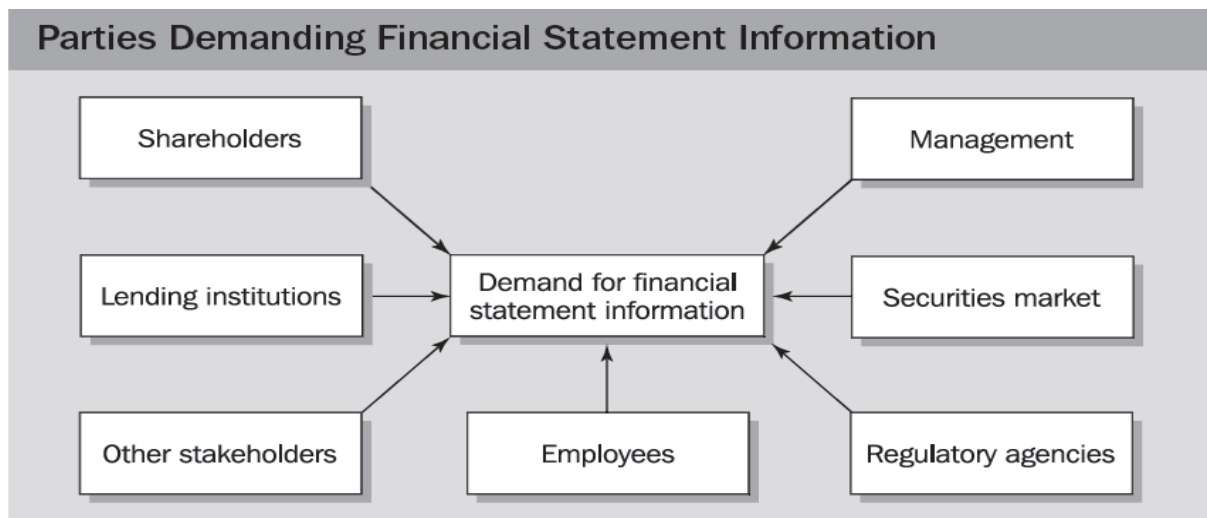 Parties Demanding Financial Statement Information
Shareholders
Management
Lending institutions
Demand for financial
statement information
Securities market
Other stakeholders
Employees
Regulatory agencies